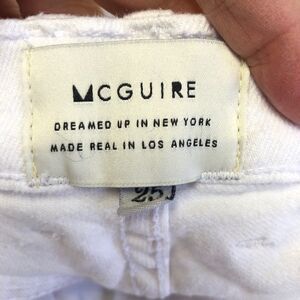 MCGUIRE
DREAMED UP IN NEW YORK
MADE REAL IN LOS ANGELES
25